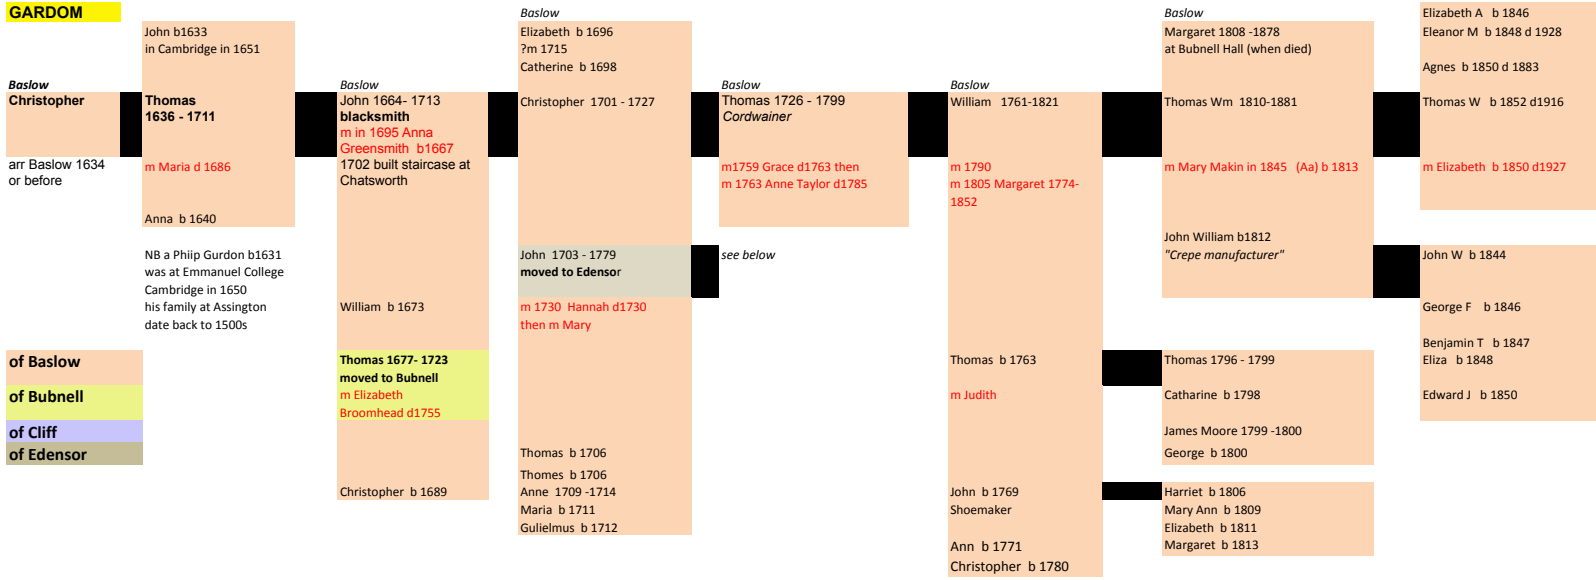 GARDOM
John b1633
in Cambridge in 1651
Baslow
Christopher
arr Baslow 1634
or before
Thomas
1636 - 1711
m Maria d 1686
Anna b 1640
NB a Phiip Gurdon b1631
was at Emmanuel College
Cambridge in 1650
his family at Assington
date back to 1500s
of Baslow
of Bubnell
of Cliff
of Edensor
Baslow
John 1664- 1713
blacksmith
m in 1695 Anna
Greensmith b1667
1702 built staircase at
Chatsworth
William b 1673
Thomas 1677- 1723
moved to Bubnell
m Elizabeth
Broomhead d1755
Christopher b 1689
Baslow
Elizabeth b 1696
?m 1715
Catherine b 1698
Christopher 1701 - 1727
John 1703 - 1779
moved to Edensor
m 1730 Hannah d1730
then m Mary
Thomas b 1706
Thomes b 1706
Anne 1709 -1714
Maria b 1711
Gulielmus b 1712
Baslow
Thomas 1726 - 1799
Cordwainer
m1759 Grace d1763 then
m 1763 Anne Taylor d1785
see below
Baslow
William 1761-1821
m 1790
m 1805 Margaret 1774-
1852
Thomas b 1763
m Judith
John b 1769
Shoemaker
Ann b 1771
Christopher b 1780
Baslow
Margaret 1808 -1878
at Bubnell Hall (when died)
Thomas Wm 1810-1881
m Mary Makin in 1845 (Aa) b 1813
John William b1812
"Crepe manufacturer"
Thomas 1796 - 1799
Catharine b 1798
James Moore 1799 -1800
George b 1800
Harriet b 1806
Mary Ann b 1809
Elizabeth b 1811
Margaret b 1813
Elizabeth A b 1846
Eleanor M b 1848 d 1928
Agnes b 1850 d 1883
Thomas W b 1852 d1916
m Elizabeth b 1850 d1927
John W b 1844
George F b 1846
Benjamin T b 1847
Eliza b 1848
Edward J b 1850